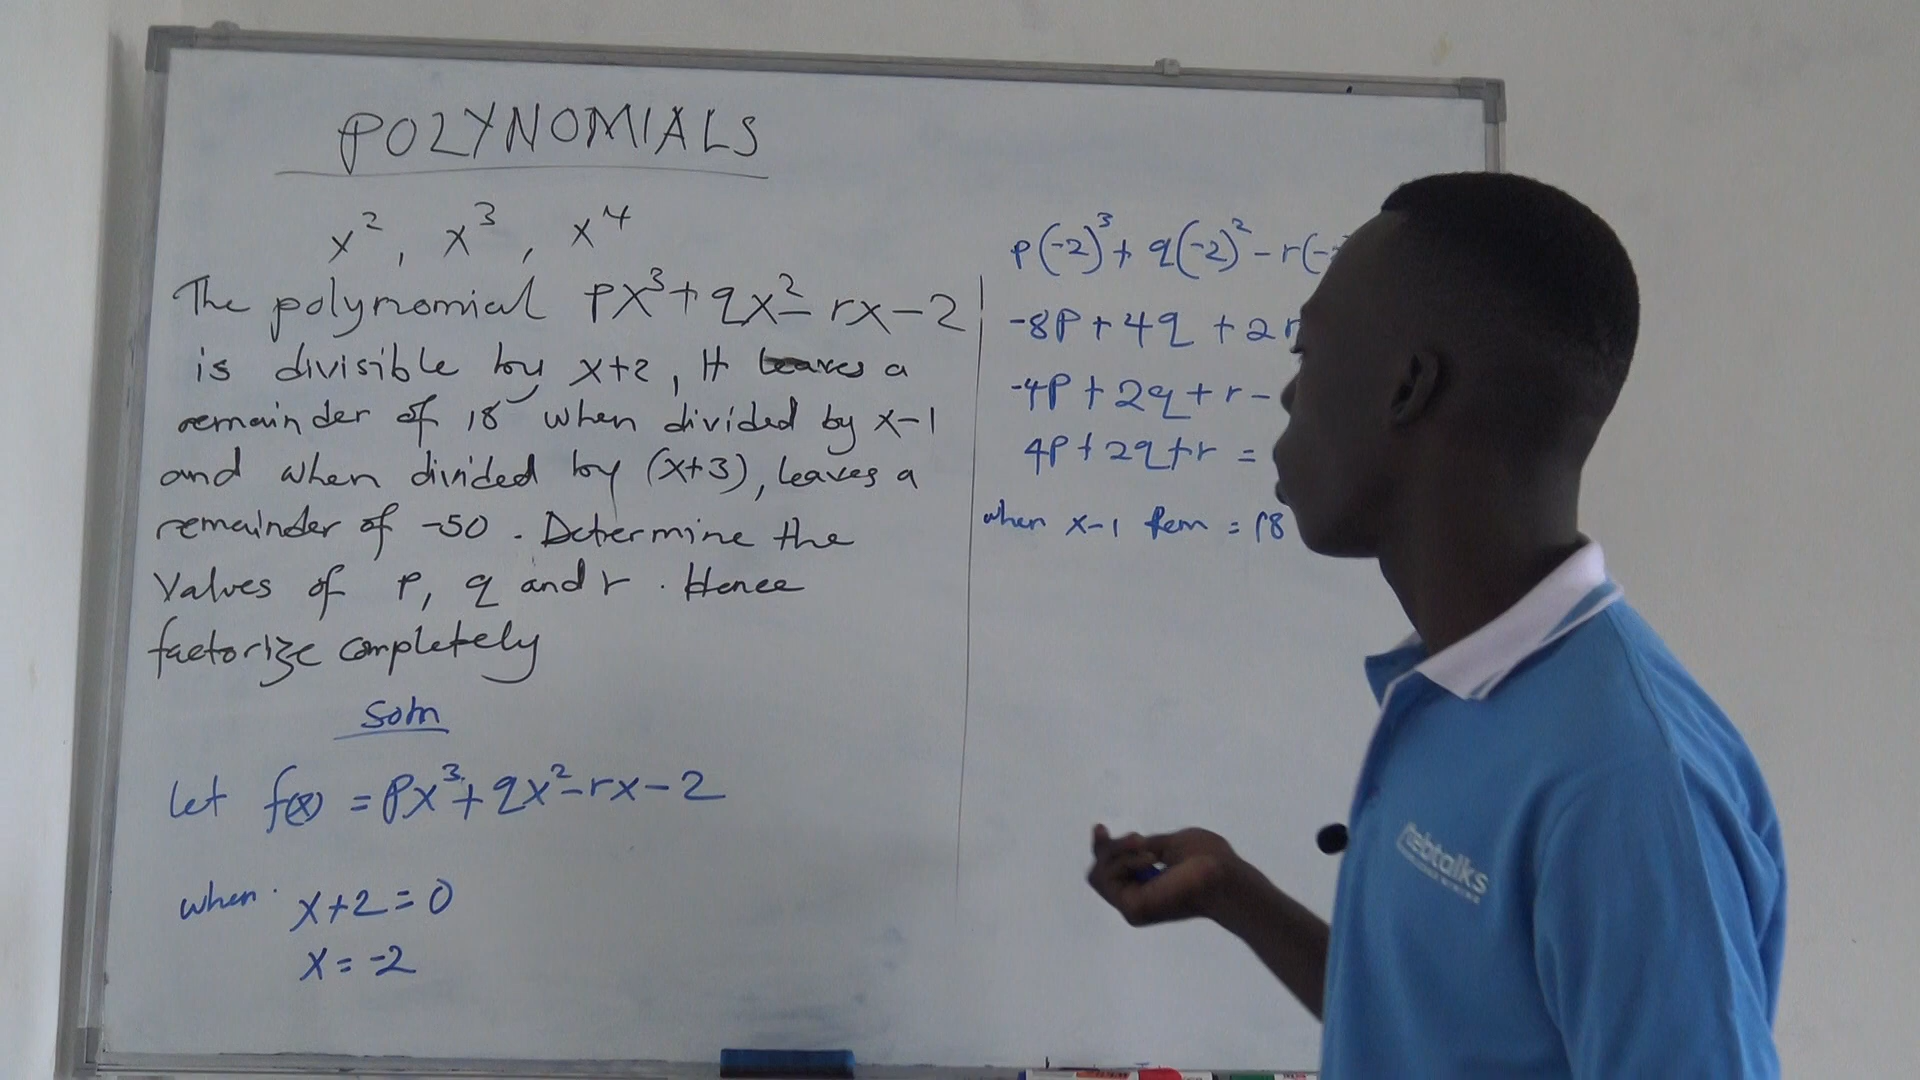 POLYNOMIALS
x², x³, x⁴
The polynomial px³+qx²-rx-2
is divisible by x+2, It leaves a
remainder of 18 when divided by x-1
and when divided by (x+3), leaves a
remainder of -50. Determine the
Values of p, q and r. Hence
factorize completely
Soln
Let f(x) = px³+qx²-rx-2
when x+2=0
x=-2
p(-2)³+ q(-2)²-r(-
-8p+4q+2r
-4p+2q+r-
4p+2q+r=
when x-1 Rem = 18